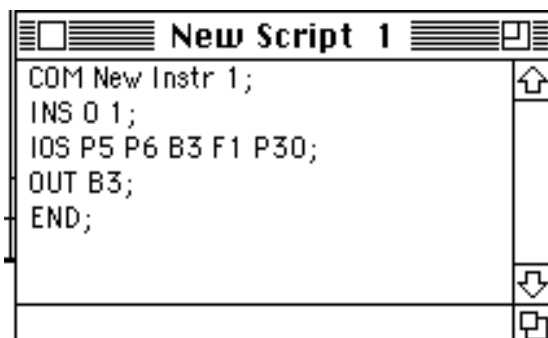 New Script 1
COM New Instr 1;
INS 0 1;
IOS P5 P6 B3 F1 P30;
OUT B3;
END;